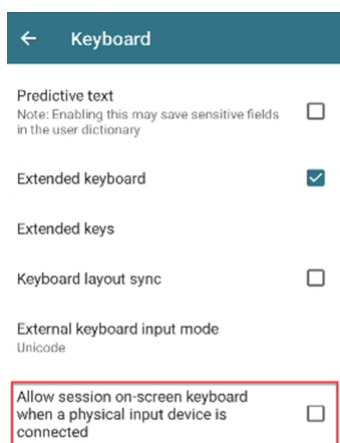 Keyboard
Predictive text
Note: Enabling this may save sensitive fields
in the user dictionary
Extended keyboard
Extended keys
Keyboard layout sync
External keyboard input mode
Unicode
Allow session on-screen keyboard
when a physical input device is
connected